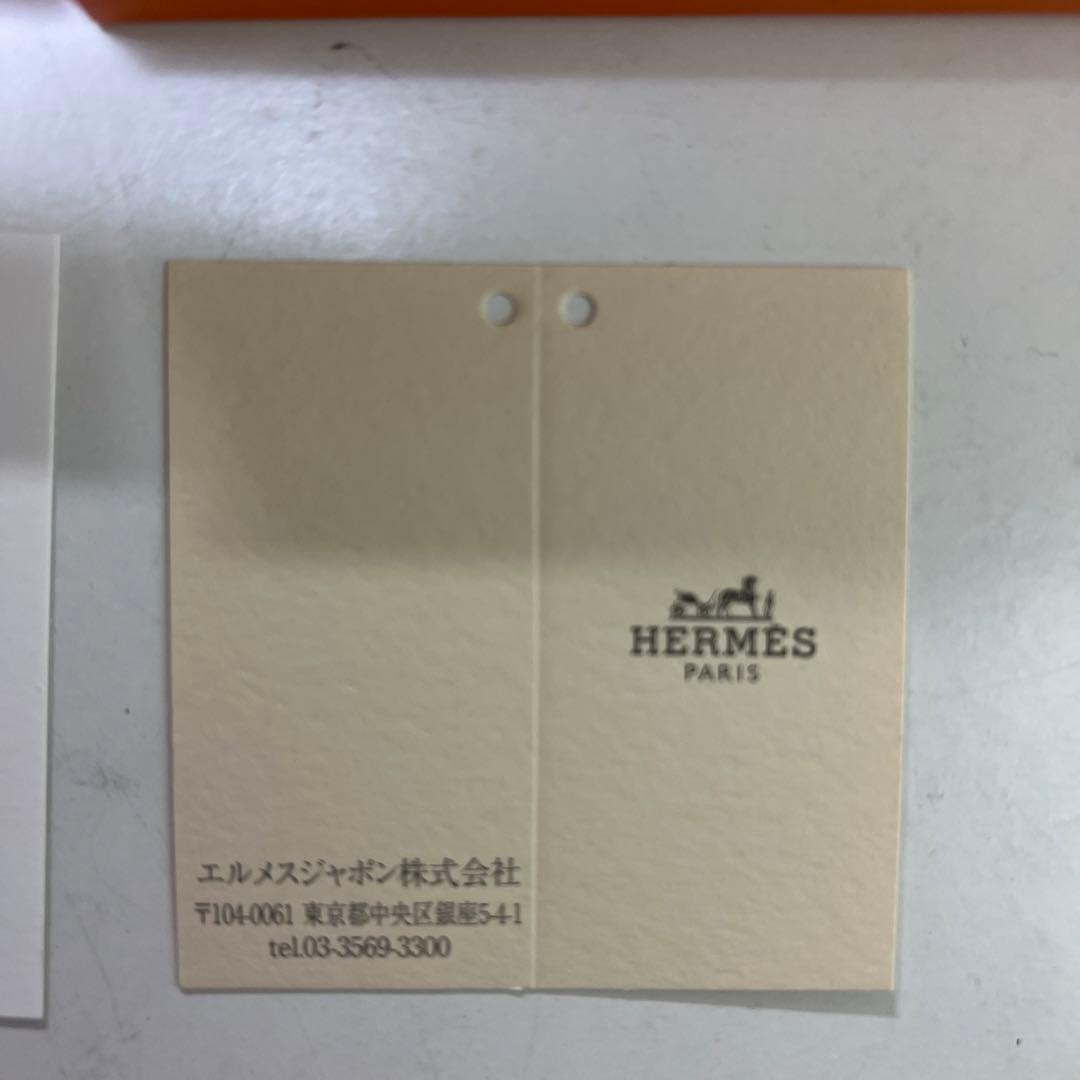 HERMÈS
PARIS
エルメスジャポン株式会社
〒104-0061 東京都中央区銀座5-4-1
tel.03-3569-3300